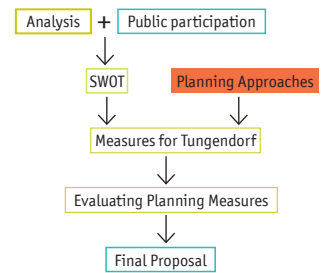 Analysis + Public participation
SWOT Planning Approaches
Measures for Tungendorf
Evaluating Planning Measures
Final Proposal